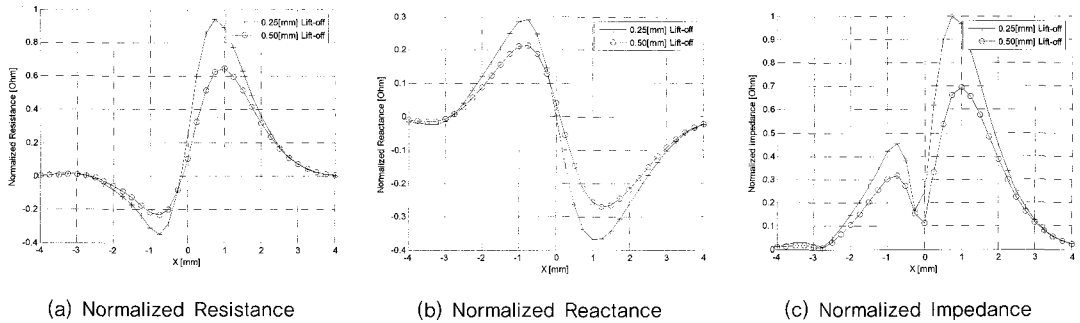 1
0.8
0.6
0.4
0.2
0
-0.2
-0.4
Normalized Resistance [Ohm]
0.25[mm] Lift-off
0.50[mm] Lift-off
-4 -3 -2 -1 0 1 2 3 4
X [mm]
(a) Normalized Resistance
0.3
0.2
0.1
0
-0.1
-0.2
-0.3
-0.4
Normalized Reactance [Ohm]
0.25[mm] Lift-off
0.50[mm] Lift-off
-4 -3 -2 -1 0 1 2 3 4
X [mm]
(b) Normalized Reactance
1
0.9
0.8
0.7
0.6
0.5
0.4
0.3
0.2
0.1
0
Normalized Impedance [Ohm]
0.25[mm] Lift-off
0.50[mm] Lift-off
-4 -3 -2 -1 0 1 2 3 4
X [mm]
(c) Normalized Impedance